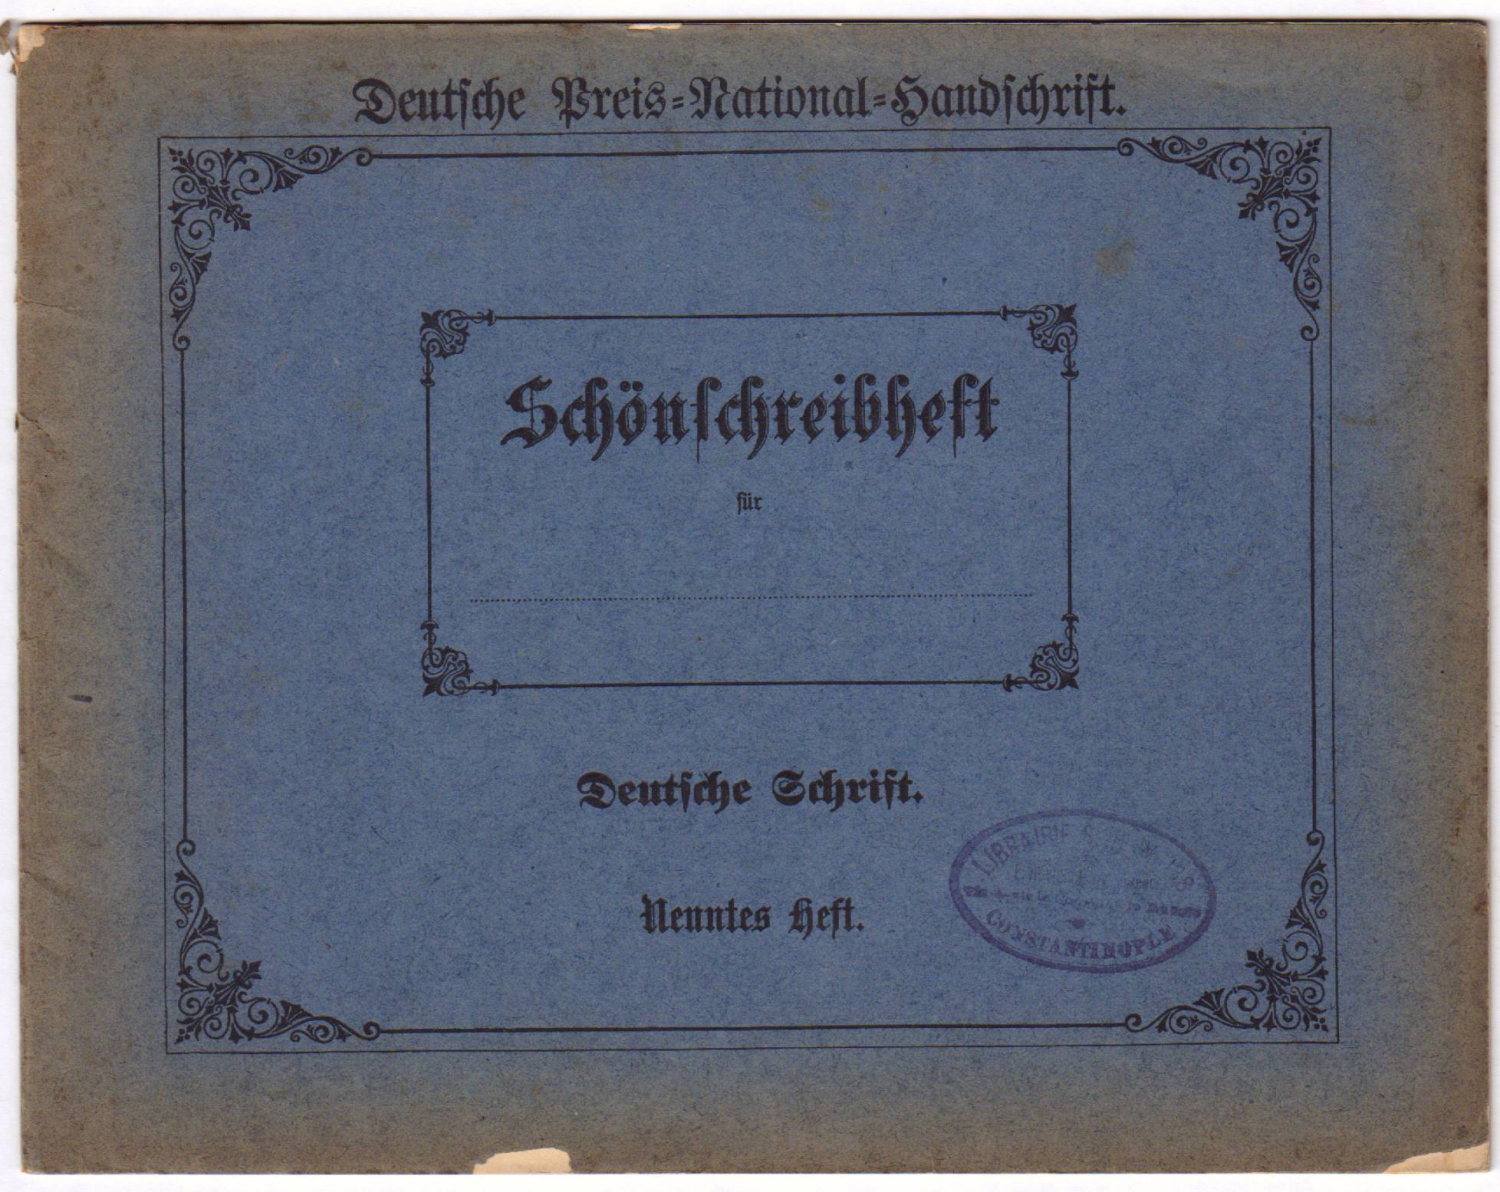 Deutsche Preis=National=Handschrift.
Schönschreibheft
für
Deutsche Schrift.
Neuntes Heft.
LIBRAIRIE
CONSTANTINOPLE